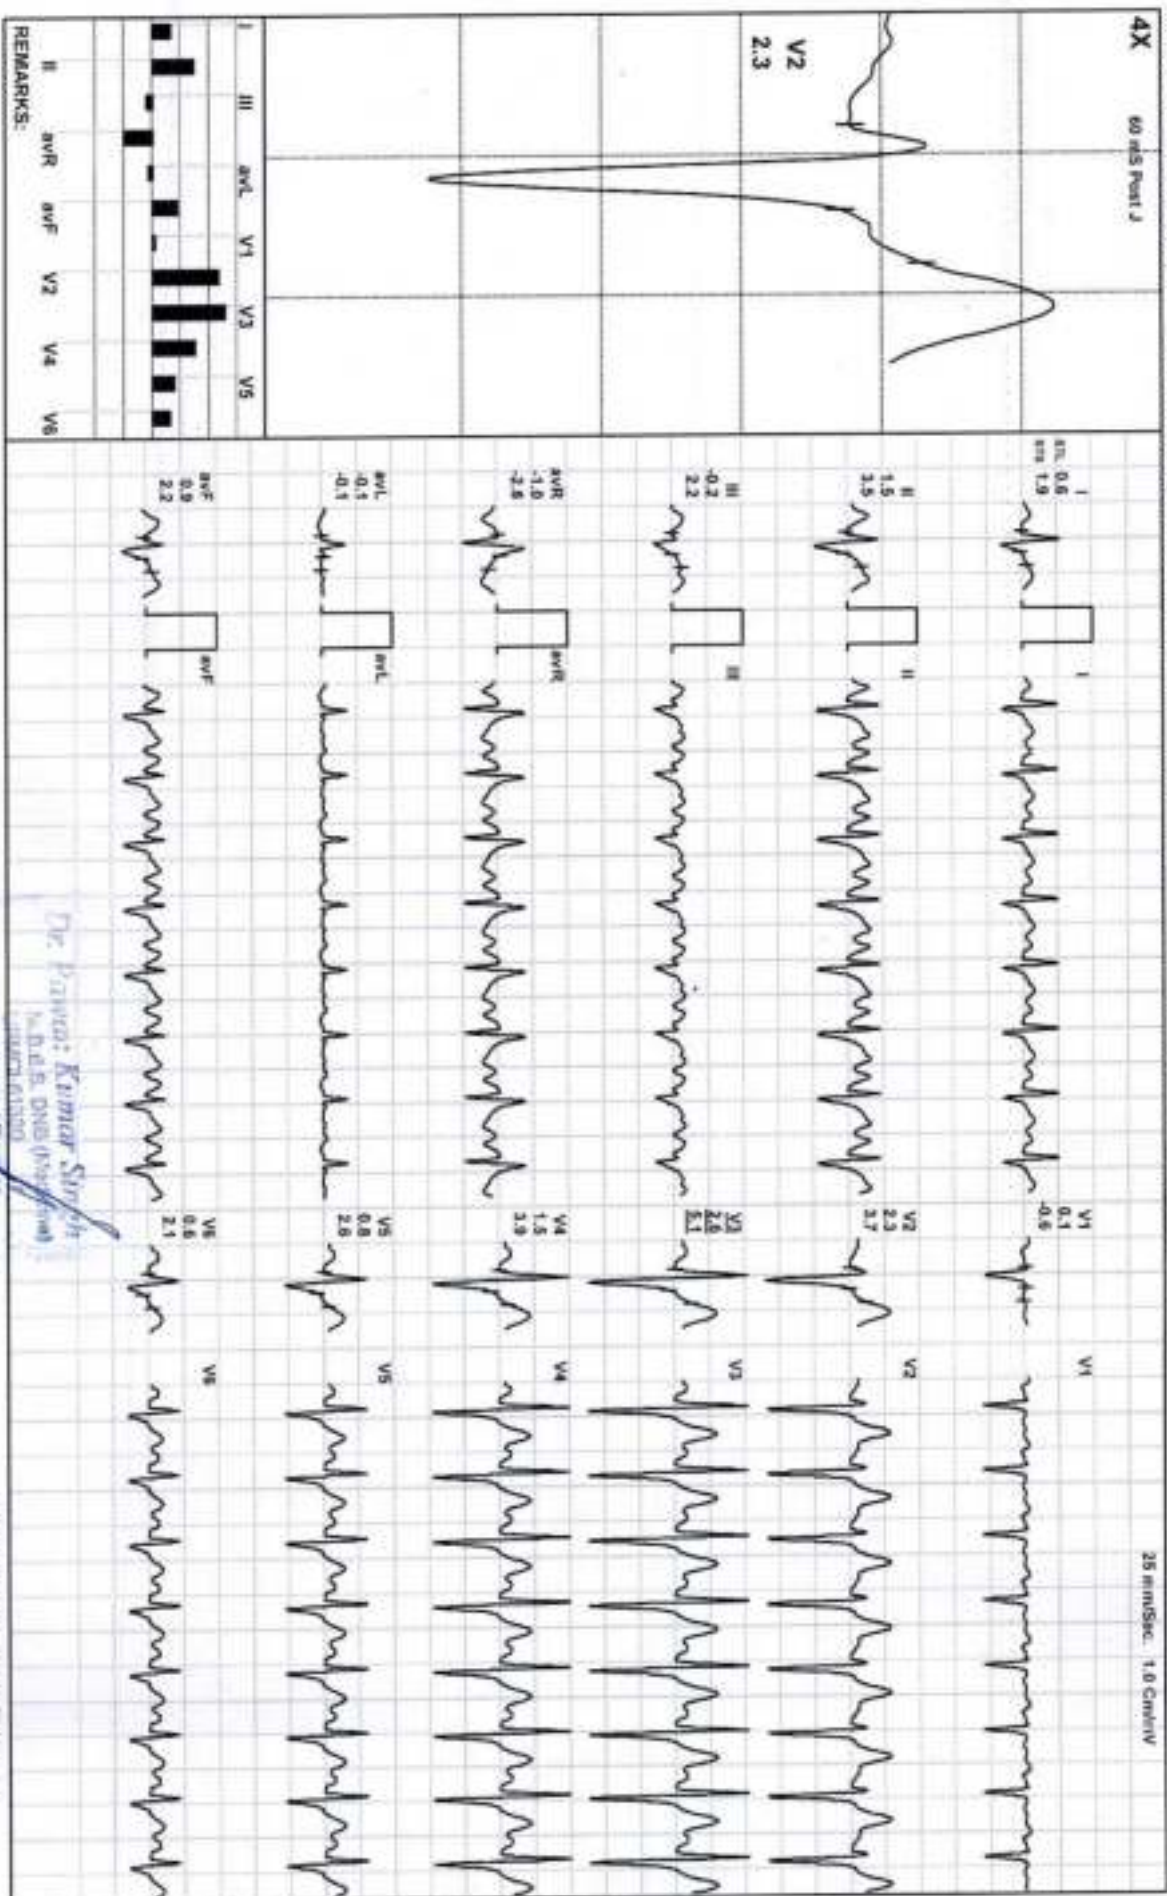 4X
60 mS Post J
V2
2.3
I
III
avL
V1
V3
V5
II
avR
avF
V2
V4
V6
REMARKS:
25 mm/Sec. 1.0 Cm/mV
I
STL 0.6
STS 1.9
I
V1
0.1
-0.6
V1
II
1.5
3.5
II
V2
2.3
3.7
V2
III
-0.2
2.2
III
V3
2.6
5.1
V3
avR
-1.0
-2.6
avR
V4
1.5
3.9
V4
avL
-0.1
-0.1
avL
V5
0.8
2.6
V5
avF
0.9
2.2
avF
V6
0.6
2.1
V6
Kumar Singh
DNB